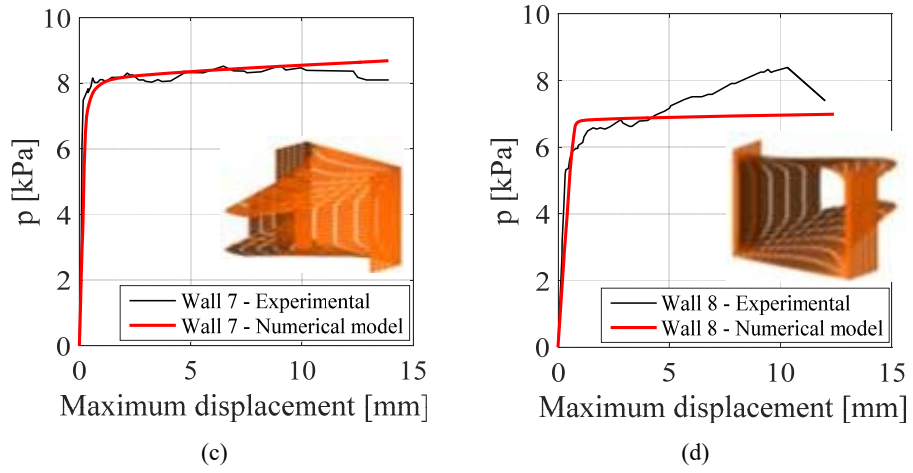 10
8
6
4
2
0
p [kPa]
Wall 7 - Experimental
Wall 7 - Numerical model
0 5 10 15
Maximum displacement [mm]
(c)
10
8
6
4
2
0
p [kPa]
Wall 8 - Experimental
Wall 8 - Numerical model
0 5 10 15
Maximum displacement [mm]
(d)